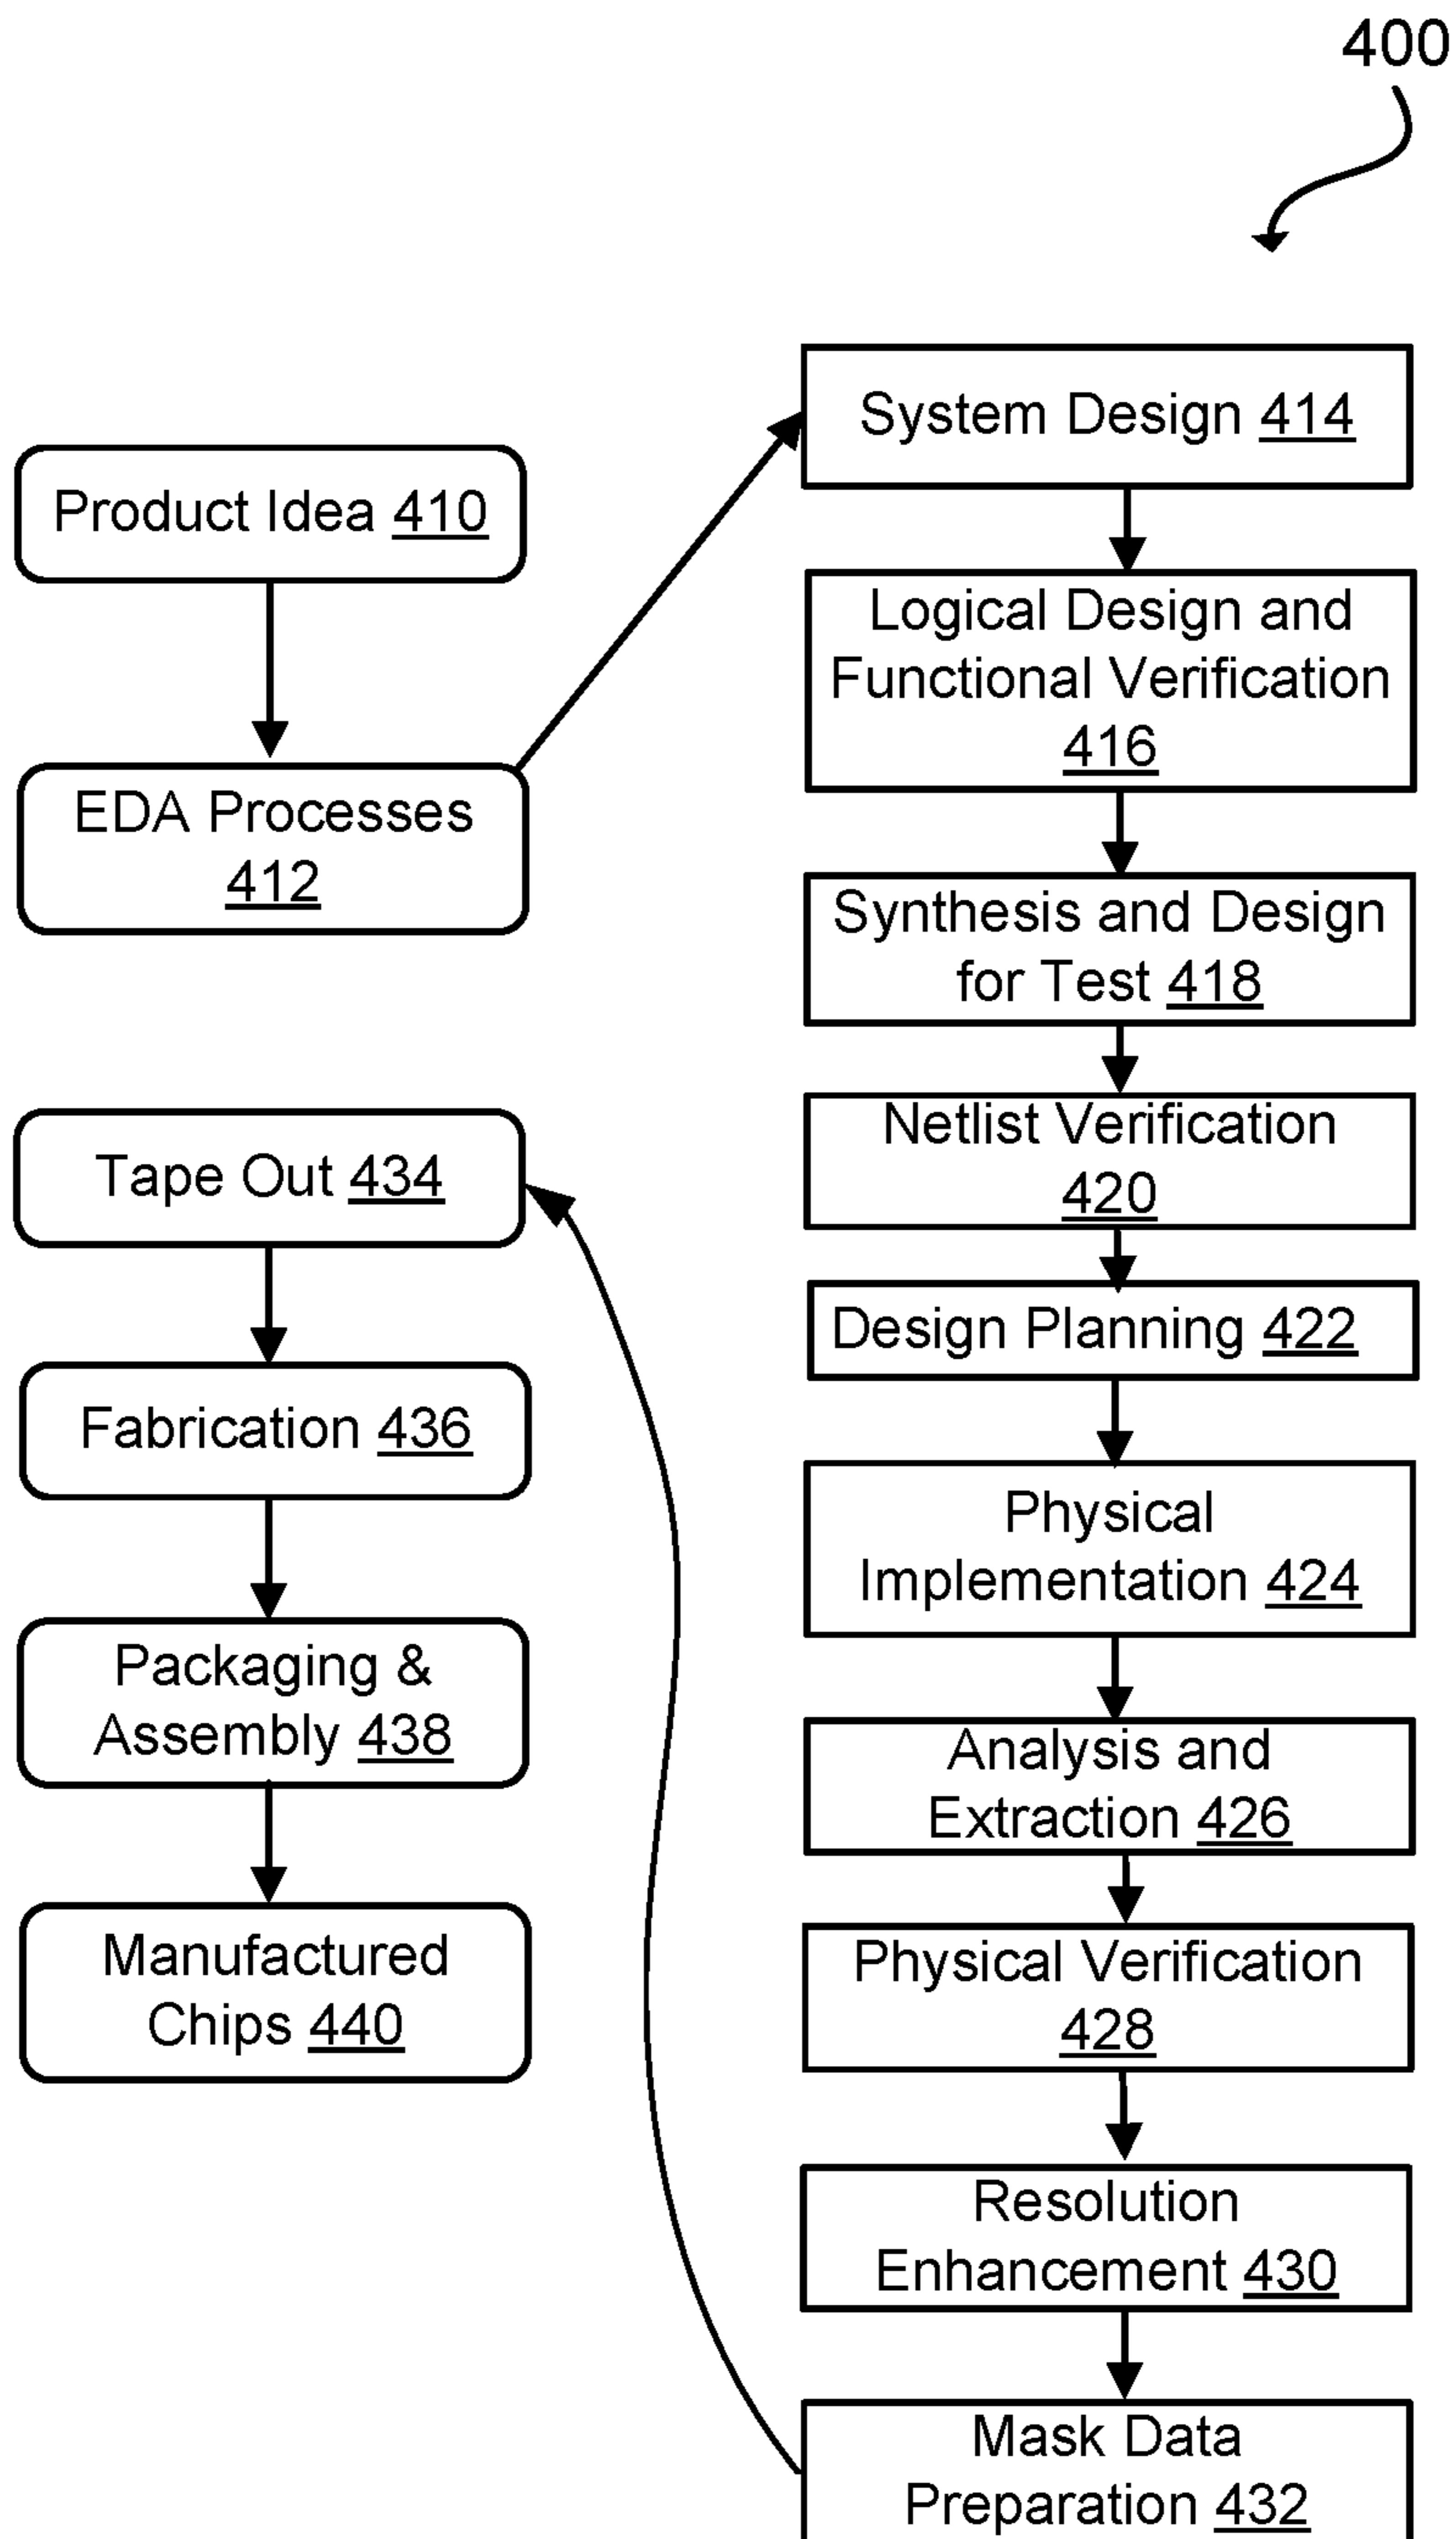 400
Product Idea 410
EDA Processes
412
System Design 414
Logical Design and
Functional Verification
416
Synthesis and Design
for Test 418
Netlist Verification
420
Design Planning 422
Physical
Implementation 424
Analysis and
Extraction 426
Physical Verification
428
Resolution
Enhancement 430
Mask Data
Preparation 432
Tape Out 434
Fabrication 436
Packaging &
Assembly 438
Manufactured
Chips 440